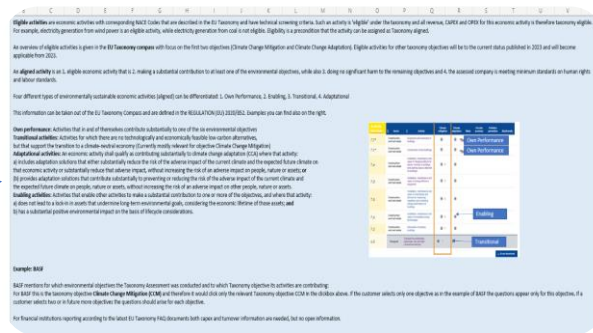 Eligible activities are economic activities with corresponding NACE Codes that are described in the EU Taxonomy and have technical screening criteria. Such an activity is 'eligible' under the taxonomy and all revenue, CAPEX and OPEX for this economic activity is therefore taxonomy eligible.
For example, electricity generation from wind power is an eligible activity, while electricity generation from coal is not eligible. Eligibility is a precondition that the activity can be assigned as Taxonomy aligned.
An overview of eligible activities is given in the EU Taxonomy compass with focus on the first two objectives (Climate Change Mitigation and Climate Change Adaptation). Eligible activities for other taxonomy objectives will be to the current status published in 2023 and will become
applicable from 2023.
An aligned activity is an 1. eligible economic activity that is 2. making a substantial contribution to at least one of the environmental objectives, while also 3. doing no significant harm to the remaining objectives and 4. the assessed company is meeting minimum standards on human rights
and labour standards.
Four different types of environmentally sustainable economic activities (aligned) can be differentiated: 1. Own Performance, 2. Enabling, 3. Transitional, 4. Adaptational
This information can be taken out of the EU Taxonomy Compass and are defined in the REGULATION (EU) 2020/852. Examples you can find also on the right.
Own performance: Activities that in and of themselves contribute substantially to one of the six environmental objectives
Transitional activities: Activities for which there are no technologically and economically feasible low-carbon alternatives,
but that support the transition to a climate-neutral economy (Currently mostly relevant for objective Climate Change Mitigation)
Adaptational activities: An economic activity shall qualify as contributing substantially to climate change adaptation (CCA) where that activity:
a) includes adaptation solutions that either substantially reduce the risk of the adverse impact of the current climate and the expected future climate on
that economic activity or substantially reduce that adverse impact, without increasing the risk of an adverse impact on people, nature or assets; or
b) provides adaptation solutions that contribute substantially to preventing or reducing the risk of the adverse impact of the current climate and
the expected future climate on people, nature or assets, without increasing the risk of an adverse impact on other people, nature or assets.
Enabling activities: Activities that enable other activities to make a substantial contribution to one or more of the objectives, and where that activity:
a) does not lead to a lock-in in assets that undermine long-term environmental goals, considering the economic lifetime of those assets; and
b) has a substantial positive environmental impact on the basis of lifecycle considerations.
Own Performance
Own Performance
Enabling
Transitional
Example: BASF
BASF mentions for which environmental objectives the Taxonomy Assessment was conducted and to which Taxonomy objective its activities are contributing:
For BASF this is the taxonomy objective Climate Change Mitigation (CCM) and therefore it would click only the relevant Taxonomy objective CCM in the clickbox above. If the customer selects only one objective as in the example of BASF the questions appear only for this objective. If a
customer selects two or in future more objectives the questions should arise for each objective.
For financial institutions reporting according to the latest EU Taxonomy FAQ documents both capex and turnover information are needed, but no opex information.